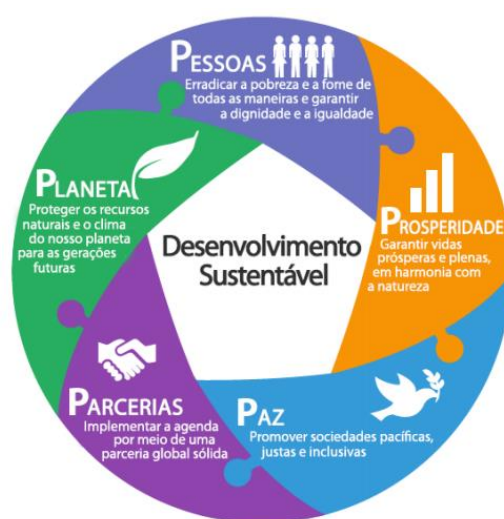 PESSOAS
Erradicar a pobreza e a fome de
todas as maneiras e garantir
a dignidade e a igualdade
PROSPERIDADE
Garantir vidas
prósperas e plenas,
em harmonia com
a natureza
PAZ
Promover sociedades pacíficas,
justas e inclusivas
PARCERIAS
Implementar a agenda
por meio de uma
parceria global sólida
PLANETA
Proteger os recursos
naturais e o clima
do nosso planeta
para as gerações
futuras
Desenvolvimento
Sustentável